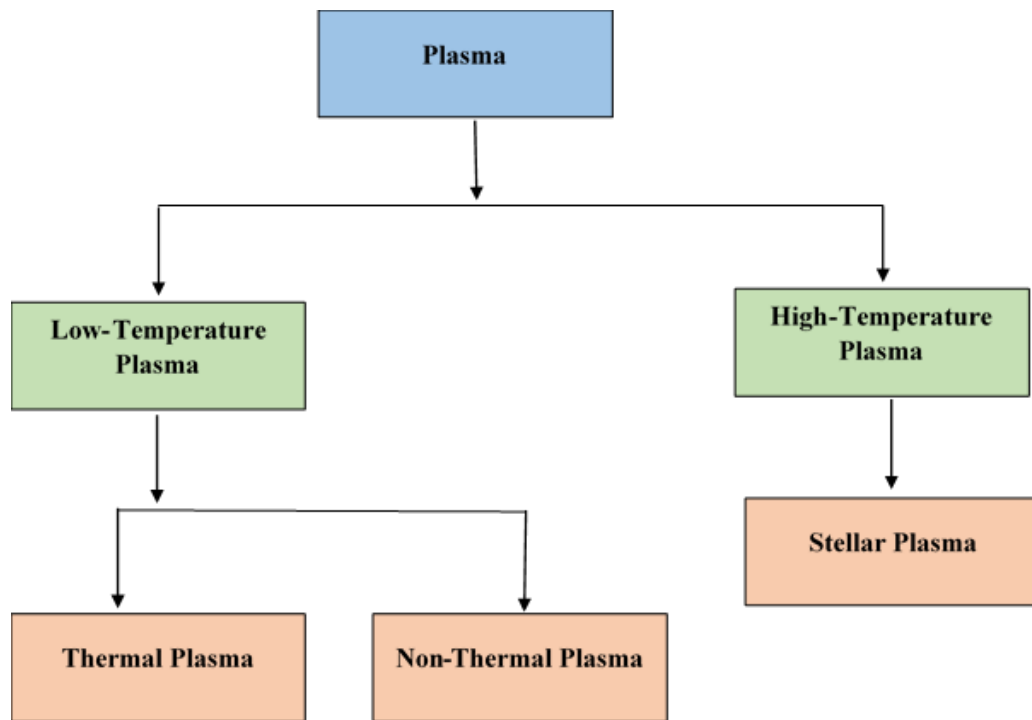 Plasma
Low-Temperature
Plasma
High-Temperature
Plasma
Stellar Plasma
Thermal Plasma
Non-Thermal Plasma